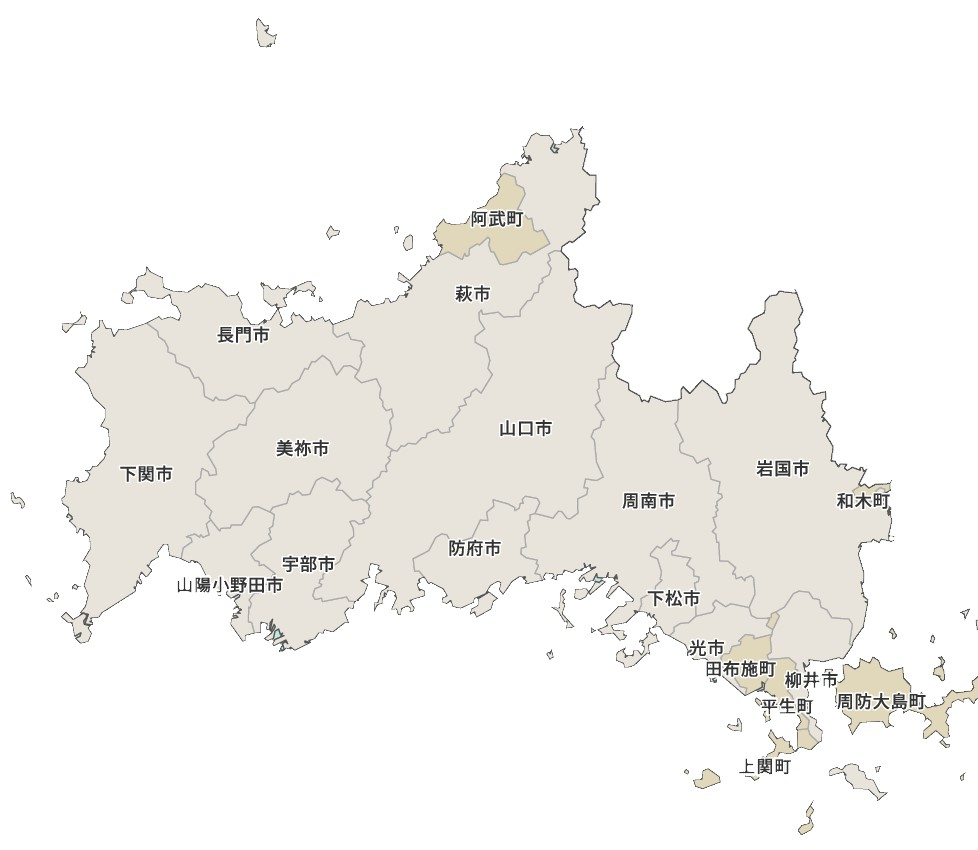 阿武町
萩市
長門市
山口市
美祢市
岩国市
下関市
周南市
和木町
防府市
宇部市
山陽小野田市
下松市
光市
田布施町
柳井市
周防大島町
平生町
上関町